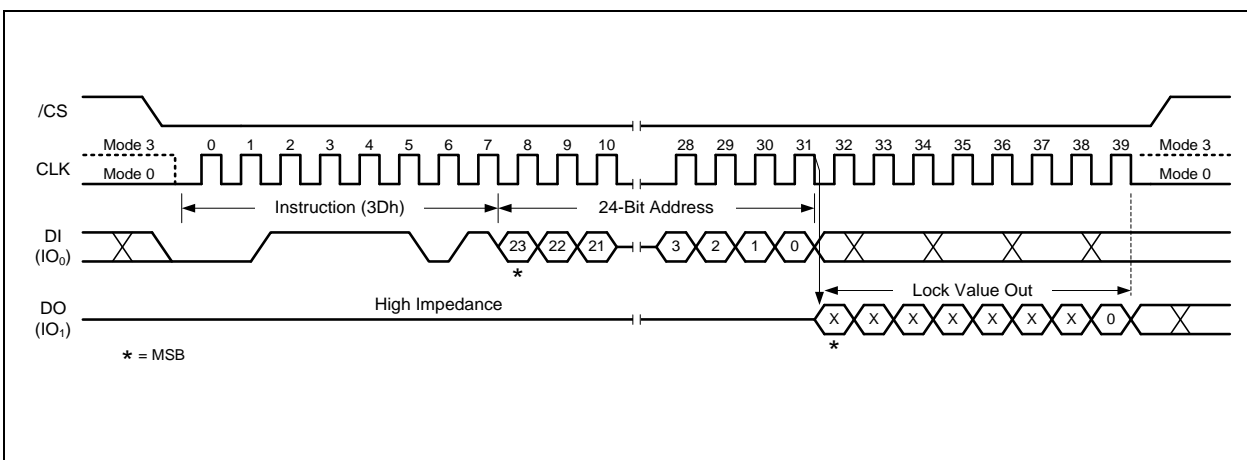 /CS
Mode 3 0 1 2 3 4 5 6 7 8 9 10 28 29 30 31 32 33 34 35 36 37 38 39 Mode 3
CLK
Mode 0 Mode 0
Instruction (3Dh) 24-Bit Address
DI
(IO₀)
23 22 21 3 2 1 0
*
Lock Value Out
High Impedance
DO
(IO₁)
X X X X X X X 0
*
* = MSB